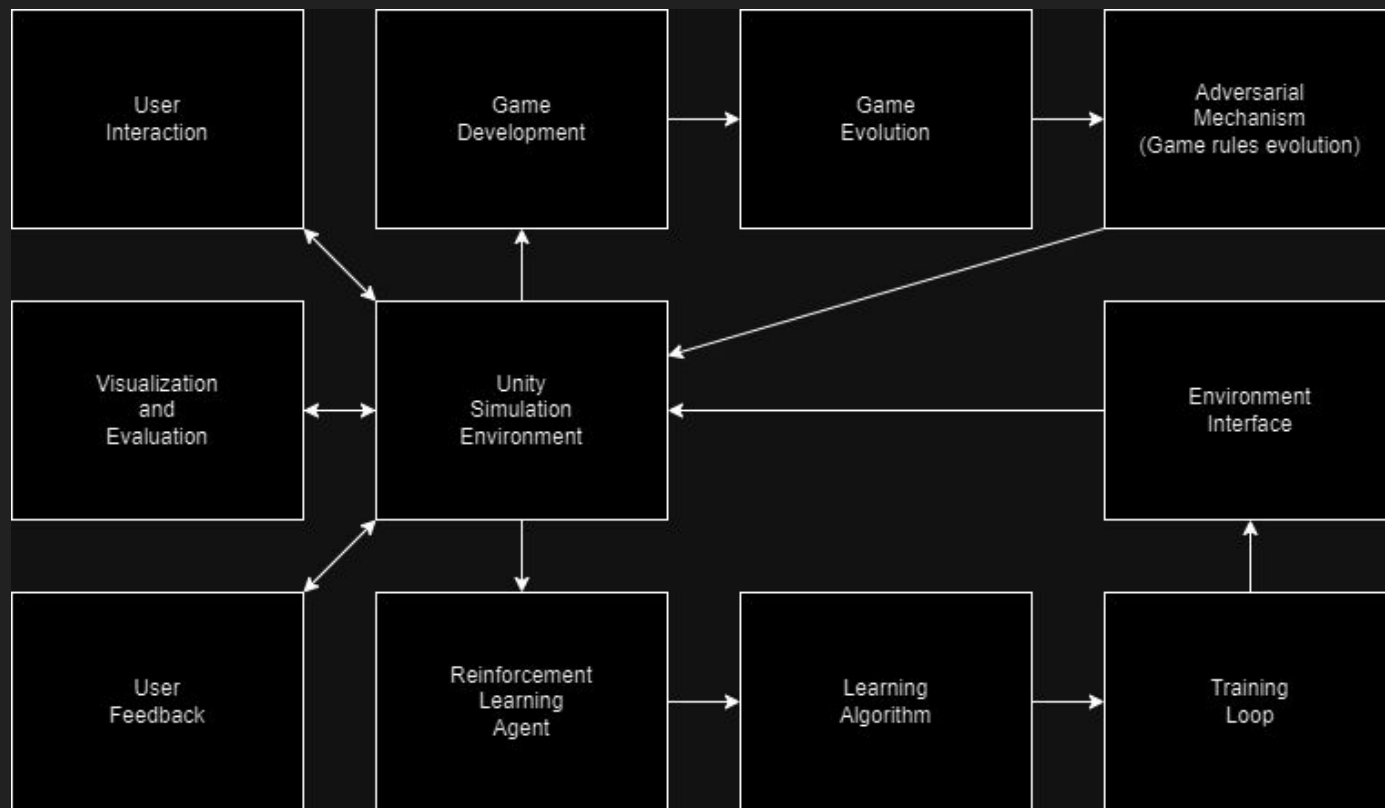 User
Interaction
Game
Development
Game
Evolution
Adversarial
Mechanism
(Game rules evolution)
Visualization
and
Evaluation
Unity
Simulation
Environment
Environment
Interface
User
Feedback
Reinforcement
Learning
Agent
Learning
Algorithm
Training
Loop